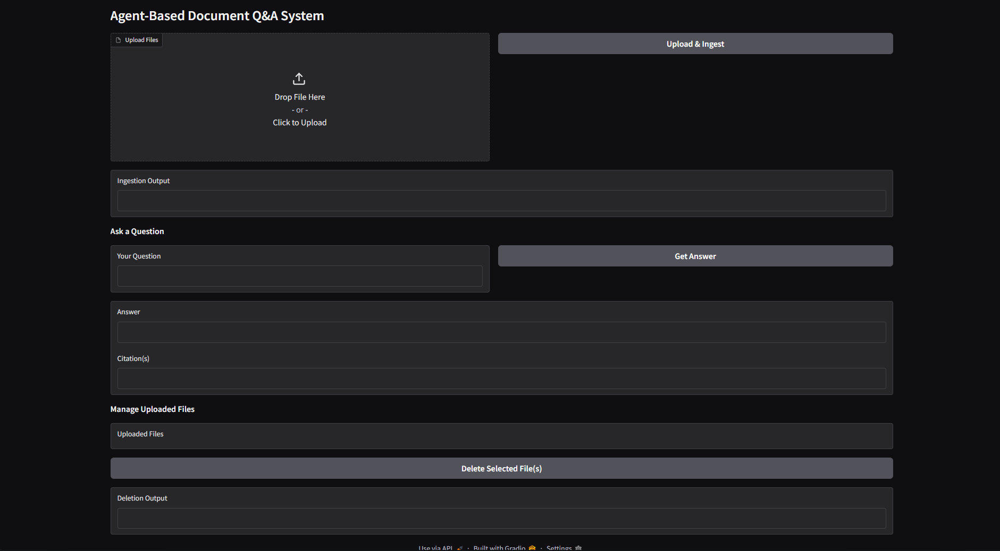 Agent-Based Document Q&A System
Upload Files
Upload & Ingest
Drop File Here
- or -
Click to Upload
Ingestion Output
Ask a Question
Your Question
Get Answer
Answer
Citation(s)
Manage Uploaded Files
Uploaded Files
Delete Selected File(s)
Deletion Output
Use via API · Built with Gradio · Settings